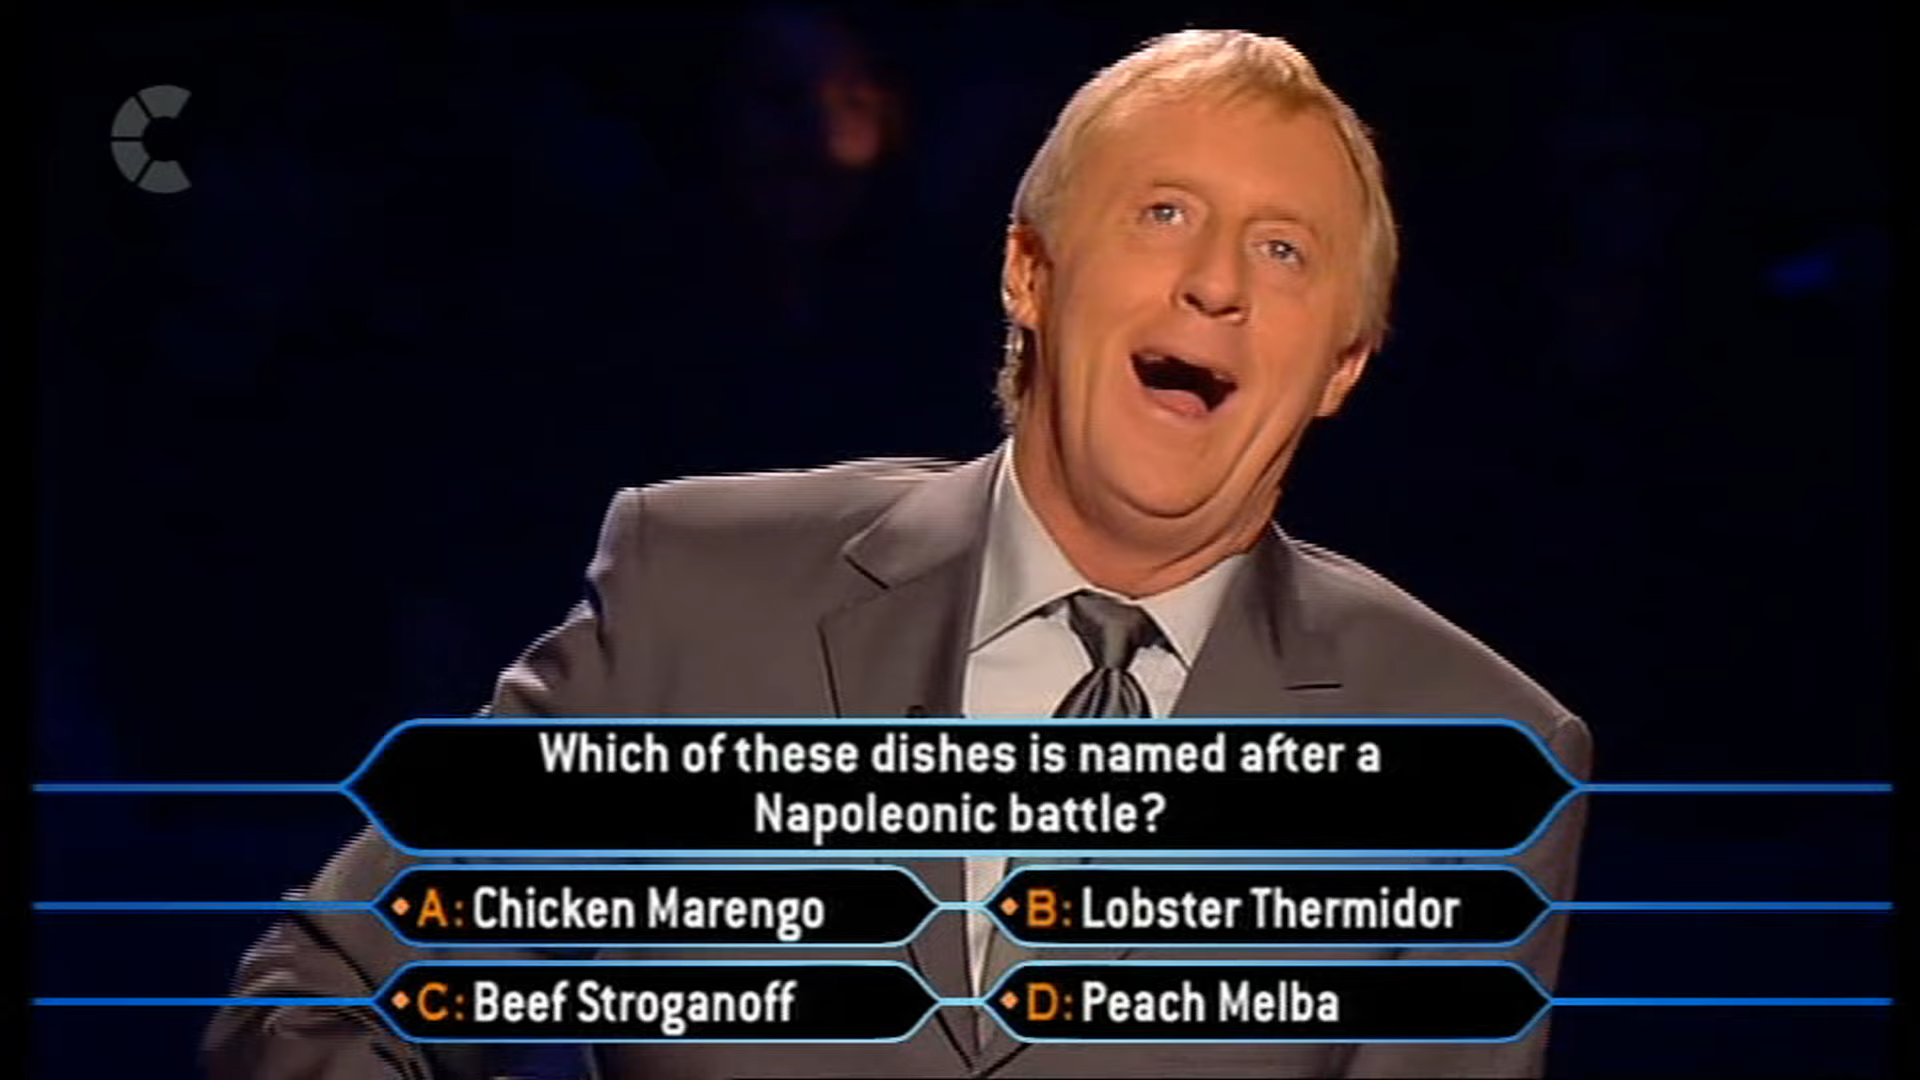 Which of these dishes is named after a
Napoleonic battle?
A: Chicken Marengo
B: Lobster Thermidor
C: Beef Stroganoff
D: Peach Melba